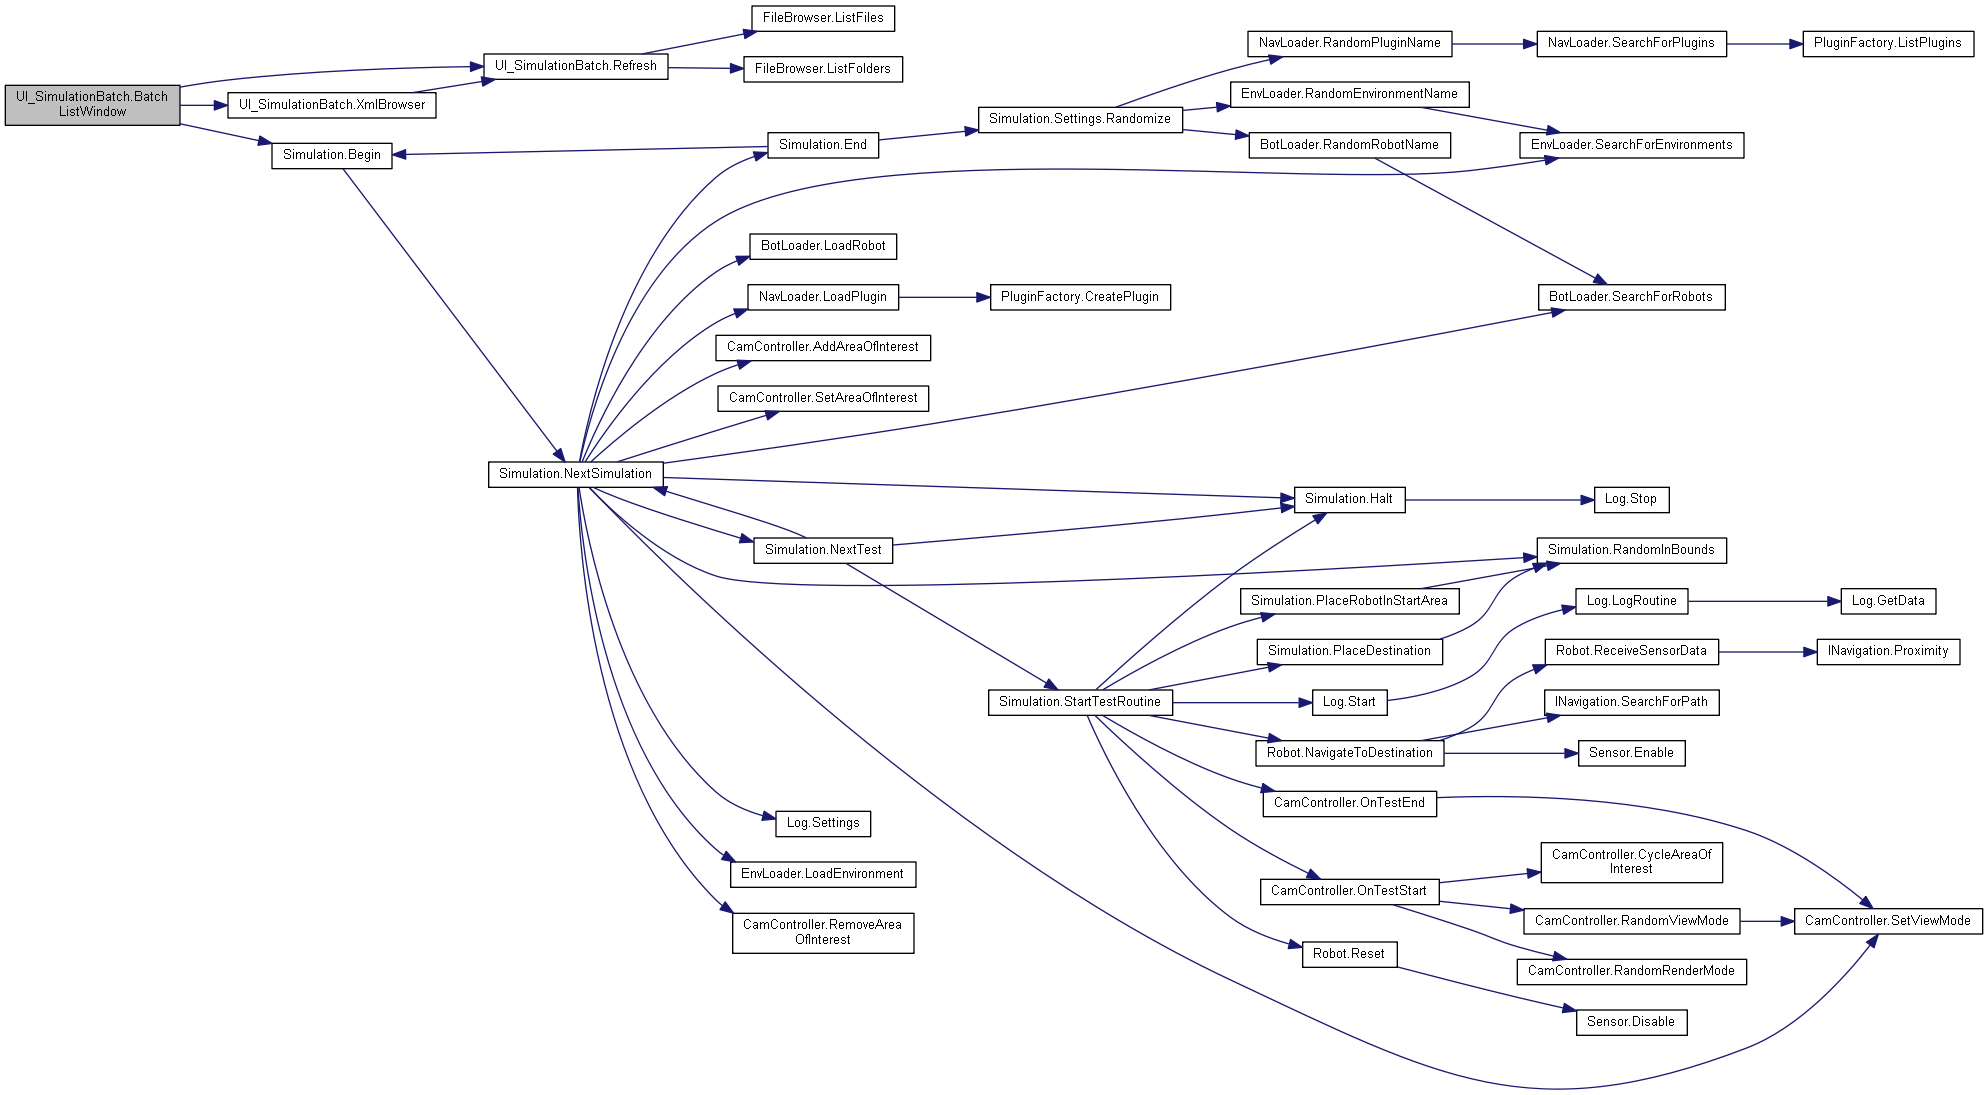 FileBrowser.ListFiles
NavLoader.RandomPluginName
NavLoader.SearchForPlugins
PluginFactory.ListPlugins
UI_SimulationBatch.Refresh
FileBrowser.ListFolders
UI_SimulationBatch.Batch
ListWindow
UI_SimulationBatch.XmlBrowser
EnvLoader.RandomEnvironmentName
Simulation.Settings.Randomize
Simulation.Begin
Simulation.End
BotLoader.RandomRobotName
EnvLoader.SearchForEnvironments
BotLoader.LoadRobot
NavLoader.LoadPlugin
PluginFactory.CreatePlugin
BotLoader.SearchForRobots
CamController.AddAreaOfInterest
CamController.SetAreaOfInterest
Simulation.NextSimulation
Simulation.Halt
Log.Stop
Simulation.NextTest
Simulation.RandomInBounds
Simulation.PlaceRobotInStartArea
Log.LogRoutine
Log.GetData
Simulation.PlaceDestination
Robot.ReceiveSensorData
INavigation.Proximity
Simulation.StartTestRoutine
Log.Start
INavigation.SearchForPath
Robot.NavigateToDestination
Sensor.Enable
CamController.OnTestEnd
Log.Settings
CamController.CycleAreaOf
Interest
EnvLoader.LoadEnvironment
CamController.OnTestStart
CamController.RemoveArea
OfInterest
CamController.RandomViewMode
CamController.SetViewMode
Robot.Reset
CamController.RandomRenderMode
Sensor.Disable